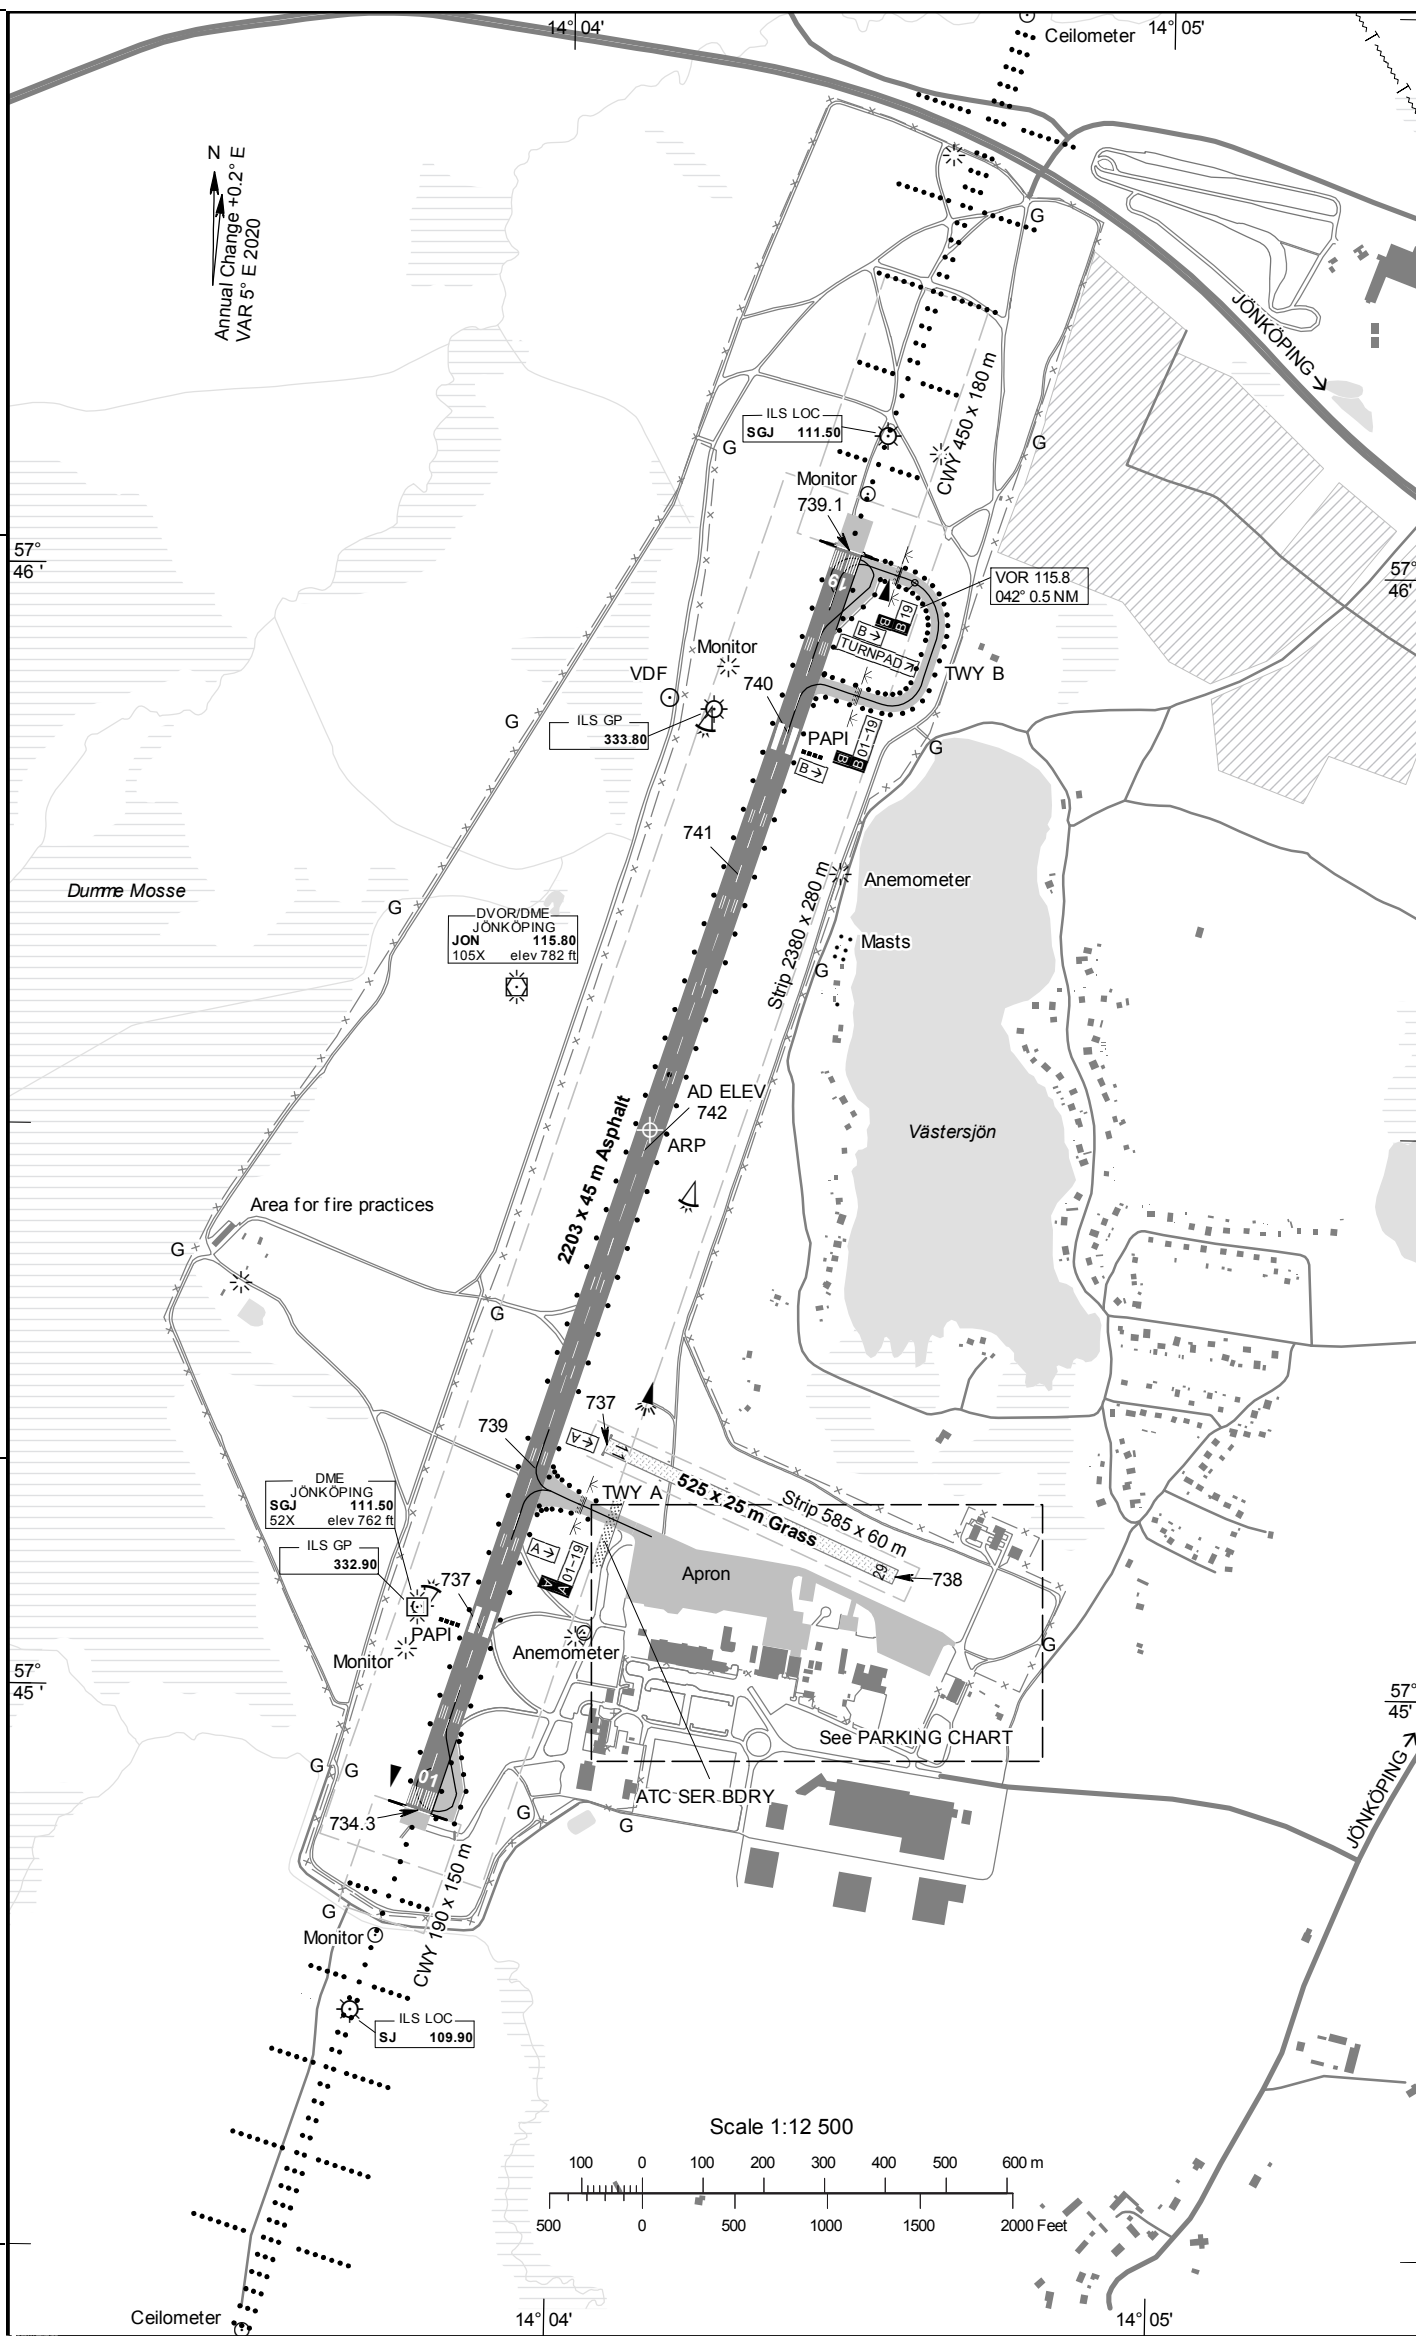 14° 04'
14° 05'
Ceilometer
T
T
N
Annual Change +0.2° E
VAR 5° E 2020
G
JÖNKÖPING
CWY 450 x 180 m
ILS LOC
SGJ 111.50
G
G
Monitor
739.1
57°
46 '
57°
46'
19
VOR 115.8
042° 0.5 NM
B 19
B
B→
TURNPAD
Monitor
VDF
TWY B
740
G
ILS GP
333.80
PAPI
B 01-19
B
B→
G
741
Strip 2380 x 280 m
Anemometer
Dumme Mosse
G
DVOR/DME
JÖNKÖPING
JON 115.80
105X elev 782 ft
Masts
G
AD ELEV
742
ARP
2203 x 45 m Asphalt
Västersjön
Area for fire practices
G
G
737
739
A→
11
525 x 25 m Grass
Strip 585 x 60 m
DME
JÖNKÖPING
SGJ 111.50
52X elev 762 ft
TWY A
ILS GP
332.90
A→
A 01-19
A
Apron
29
738
737
PAPI
Monitor
Anemometer
G
57°
45 '
57°
45'
See PARKING CHART
G
G
01
ATC SER BDRY
734.3
G
G
JÖNKÖPING
CWY 190 x 150 m
G
Monitor
ILS LOC
SJ 109.90
Scale 1:12 500
100 0 100 200 300 400 500 600 m
500 0 500 1000 1500 2000 Feet
Ceilometer
14° 04'
14° 05'